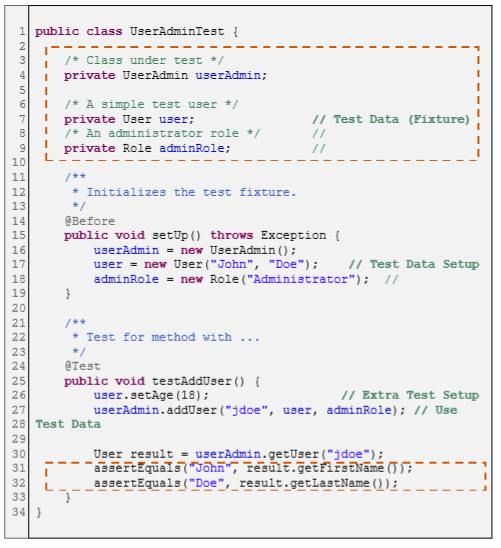 1 public class UserAdminTest {
2
3 /* Class under test */
4 private UserAdmin userAdmin;
5
6 /* A simple test user */
7 private User user; // Test Data (Fixture)
8 /* An administrator role */ //
9 private Role adminRole; //
10
11 /**
12 * Initializes the test fixture.
13 */
14 @Before
15 public void setUp() throws Exception {
16 userAdmin = new UserAdmin();
17 user = new User("John", "Doe"); // Test Data Setup
18 adminRole = new Role("Administrator"); //
19 }
20
21 /**
22 * Test for method with ...
23 */
24 @Test
25 public void testAddUser() {
26 user.setAge(18); // Extra Test Setup
27 userAdmin.addUser("jdoe", user, adminRole); // Use
28 Test Data
29
30 User result = userAdmin.getUser("jdoe");
31 assertEquals("John", result.getFirstName());
32 assertEquals("Doe", result.getLastName());
33 }
34 }